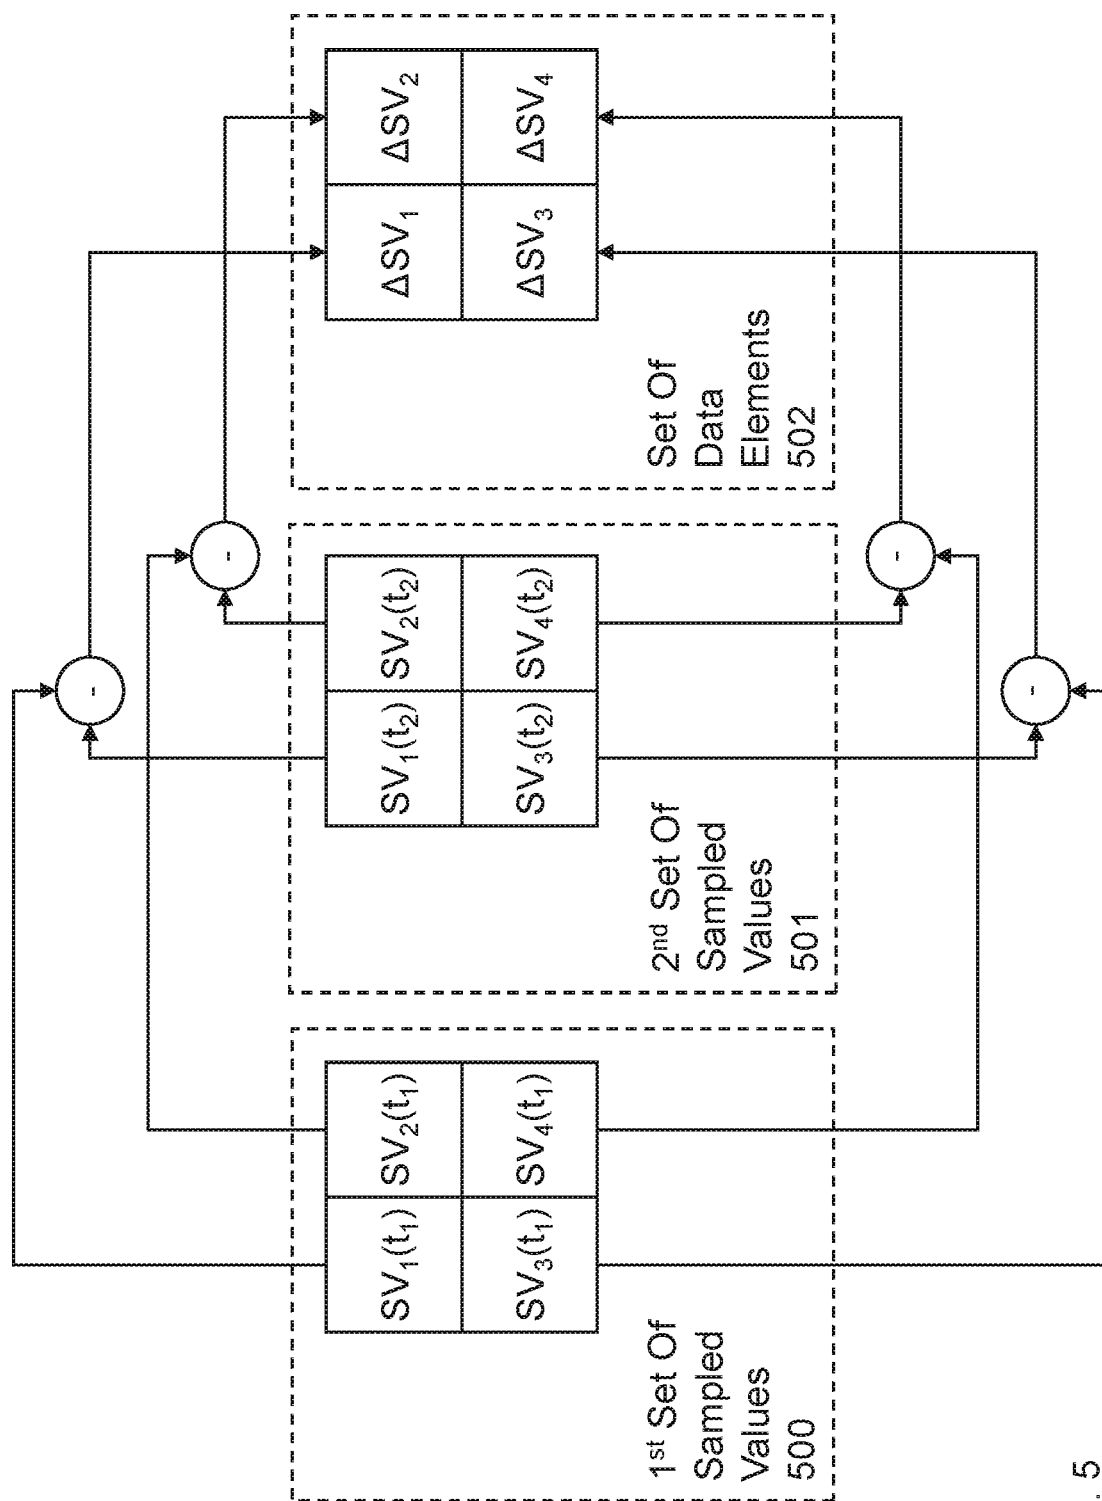 SV₁(t₁) SV₂(t₁)
SV₃(t₁) SV₄(t₁)
1st Set Of
Sampled
Values
500
-
-
SV₁(t₂) SV₂(t₂)
SV₃(t₂) SV₄(t₂)
2nd Set Of
Sampled
Values
501
-
-
ΔSV₁ ΔSV₂
ΔSV₃ ΔSV₄
Set Of
Data
Elements
502
. 5